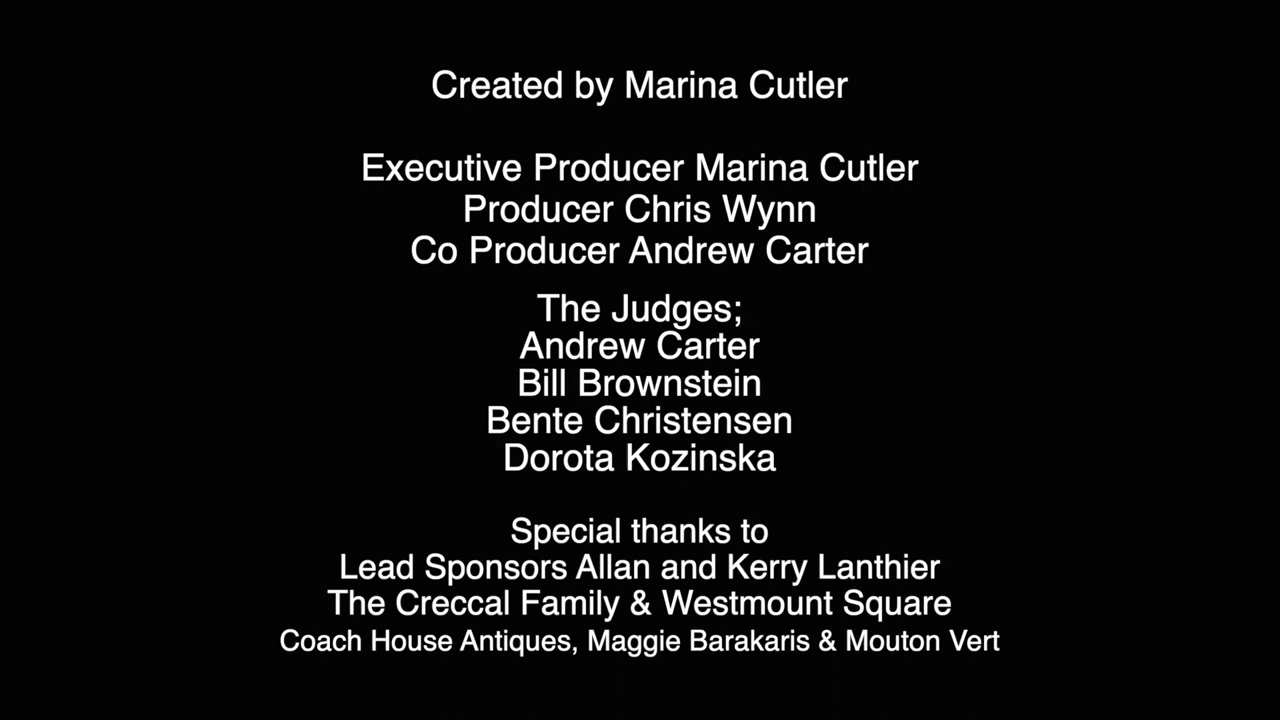 Created by Marina Cutler
Executive Producer Marina Cutler
Producer Chris Wynn
Co Producer Andrew Carter
The Judges;
Andrew Carter
Bill Brownstein
Bente Christensen
Dorota Kozinska
Special thanks to
Lead Sponsors Allan and Kerry Lanthier
The Creccal Family & Westmount Square
Coach House Antiques, Maggie Barakaris & Mouton Vert